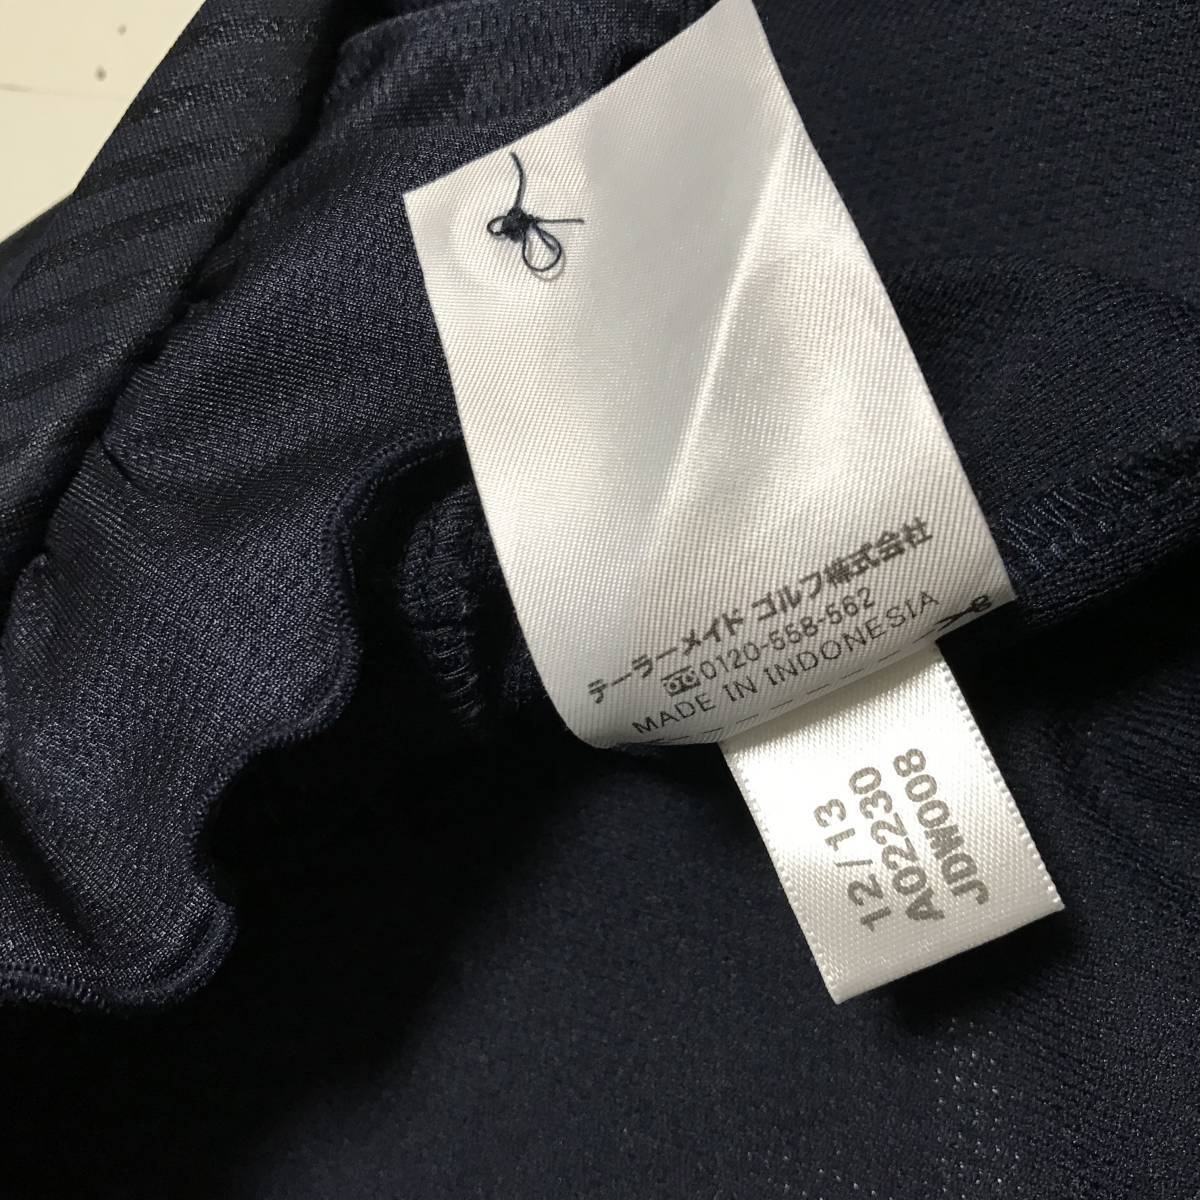 テーラーメイド ゴルフ株式会社
0120-558-562
MADE IN INDONESIA
12/13
A02230
JDW008